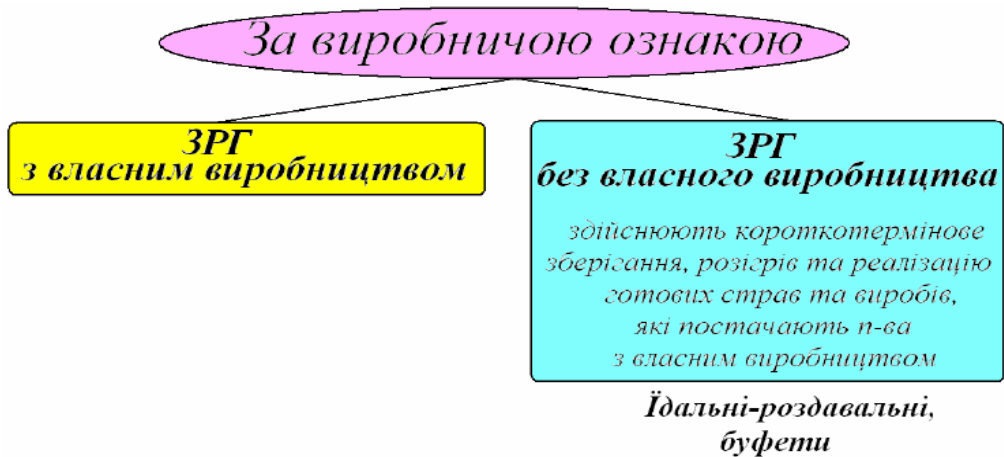 За виробничою ознакою
ЗРГ
з власним виробництвом
ЗРГ
без власного виробництва
здійснюють короткотермінове
зберігання, розігрів та реалізацію
готових страв та виробів,
які постачають п-ва
з власним виробництвом
Їдальні-роздавальні,
буфети